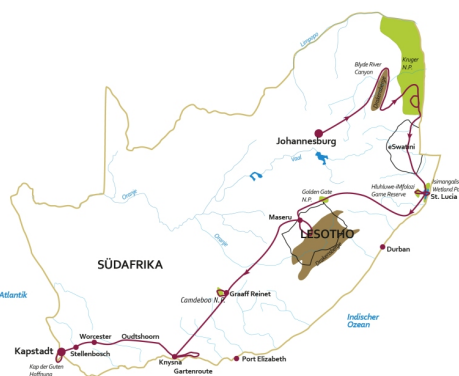 Limpopo
Blyde River
Canyon
Kruger
N.P.
Drakensberge
Johannesburg
eSwatini
Vaal
Isimangaliso
Wetland Pa
Hluhluwe-iMfolozi
Game Reserve
St. Lucia
Golden Gate
N.P.
Oranje
Maseru
LESOTHO
Drakensberge
Oranje
Durban
SÜDAFRIKA
Camdeboo N.P.
Graaff Reinet
Atlantik
Indischer
Ozean
Worcester
Oudtshoorn
Kapstadt
Stellenbosch
Knysna
Port Elizabeth
Kap der Guten
Hoffnung
Gartenroute